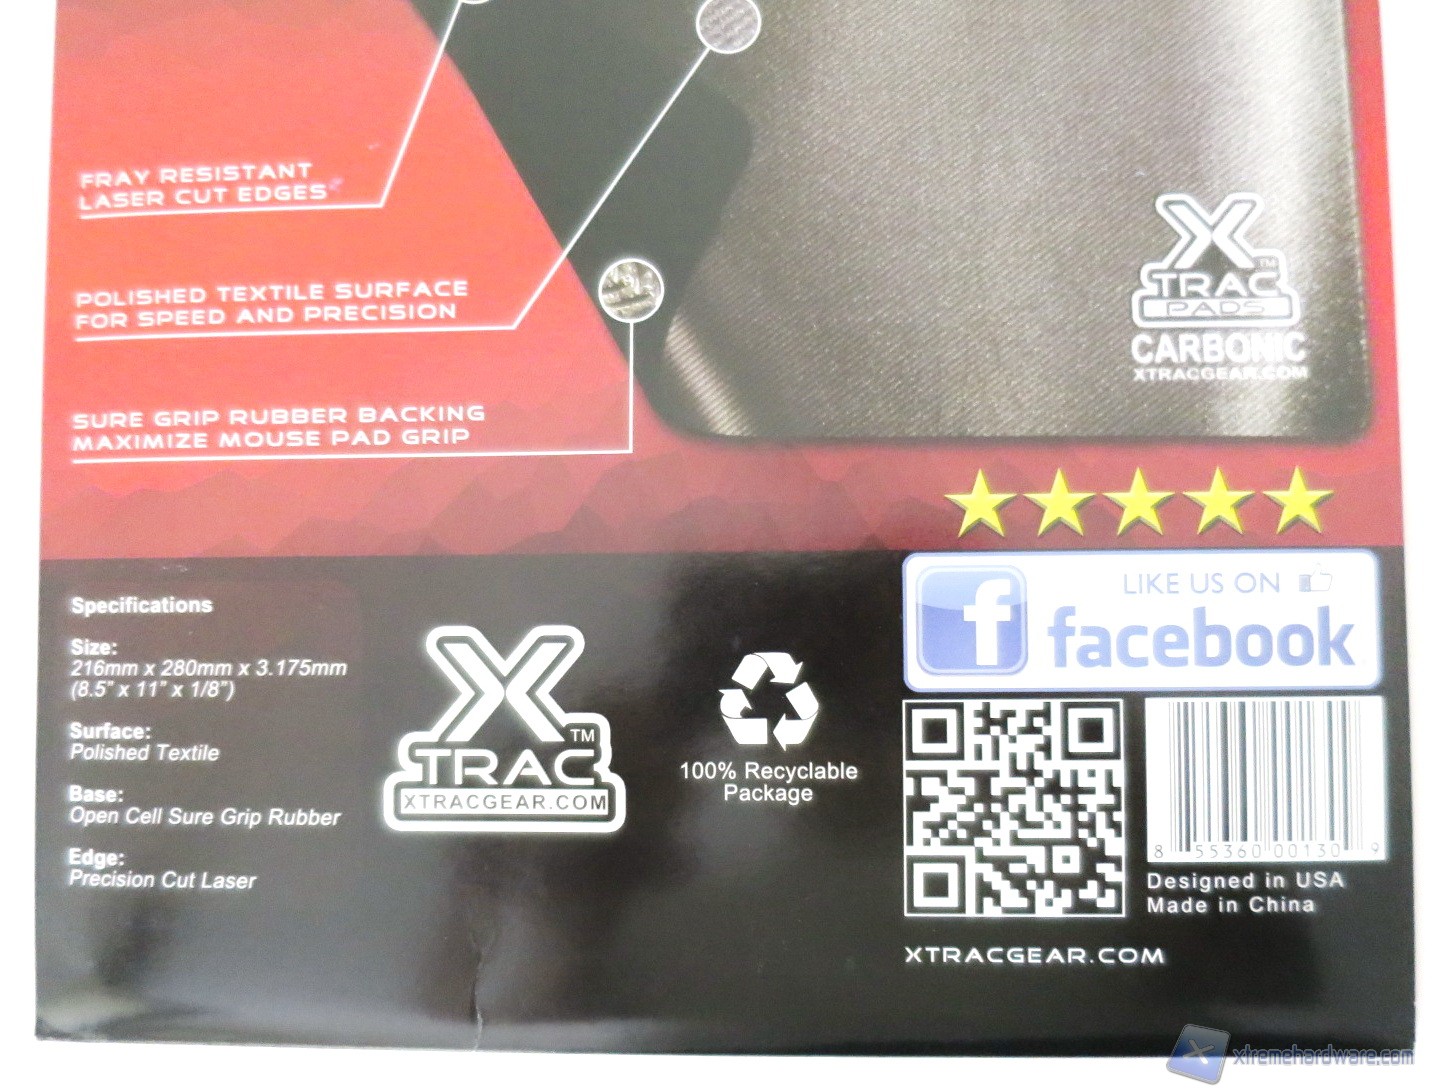 FRAY RESISTANT
LASER CUT EDGES
POLISHED TEXTILE SURFACE
FOR SPEED AND PRECISION
SURE GRIP RUBBER BACKING
MAXIMIZE MOUSE PAD GRIP
X
TRAC™
PADS
CARBONIC
XTRACGEAR.COM
Specifications
Size:
216mm x 280mm x 3.175mm
(8.5" x 11" x 1/8")
Surface:
Polished Textile
Base:
Open Cell Sure Grip Rubber
Edge:
Precision Cut Laser
X
TRAC™
XTRACGEAR.COM
100% Recyclable
Package
LIKE US ON
f facebook
8 55360 00130 9
Designed in USA
Made in China
XTRACGEAR.COM
xtremehardware.com